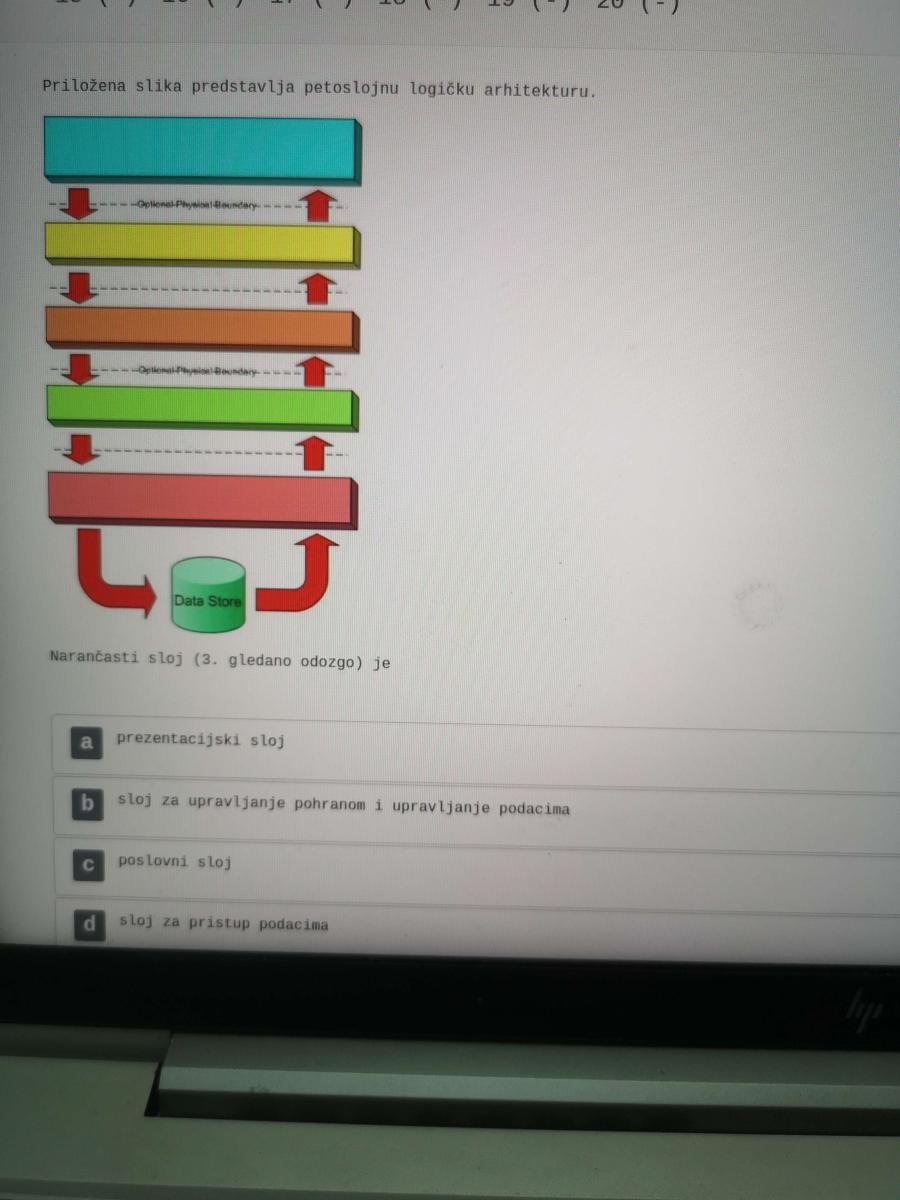 19 (-) 20 (-)
Priložena slika predstavlja petoslojnu logičku arhitekturu.
Optional Physical Boundary
Optional Physical Boundary
Data Store
Narančasti sloj (3. gledano odozgo) je
a prezentacijski sloj
b sloj za upravljanje pohranom i upravljanje podacima
c poslovni sloj
d sloj za pristup podacima
hp